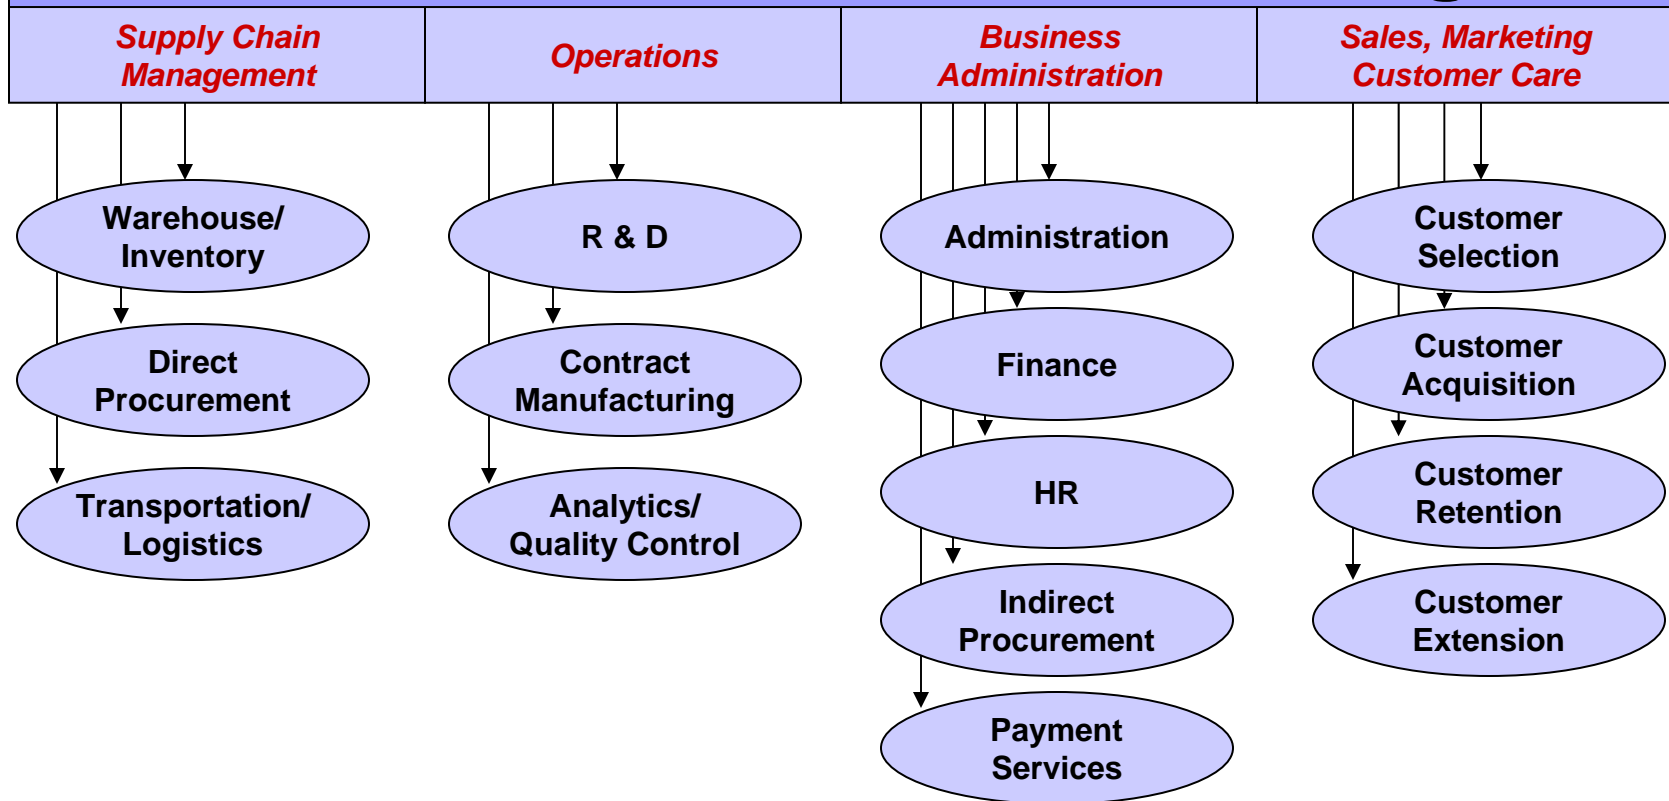 Supply Chain
Management
Operations
Business
Administration
Sales, Marketing
Customer Care
Warehouse/
Inventory
Direct
Procurement
Transportation/
Logistics
R & D
Contract
Manufacturing
Analytics/
Quality Control
Administration
Finance
HR
Indirect
Procurement
Payment
Services
Customer
Selection
Customer
Acquisition
Customer
Retention
Customer
Extension